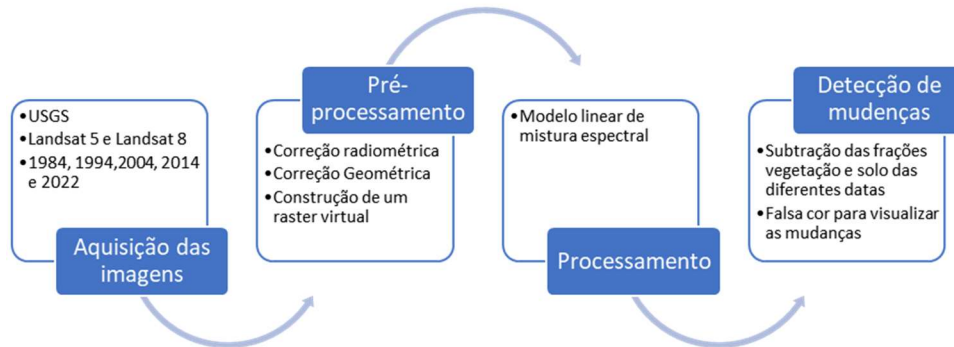 •USGS
•Landsat 5 e Landsat 8
•1984, 1994,2004, 2014
e 2022
Aquisição das
imagens
Pré-
processamento
•Correção radiométrica
•Correção Geométrica
•Construção de um
raster virtual
•Modelo linear de
mistura espectral
Processamento
Detecção de
mudenças
•Subtração das frações
vegetação e solo das
diferentes datas
•Falsa cor para visualizar
as mudanças